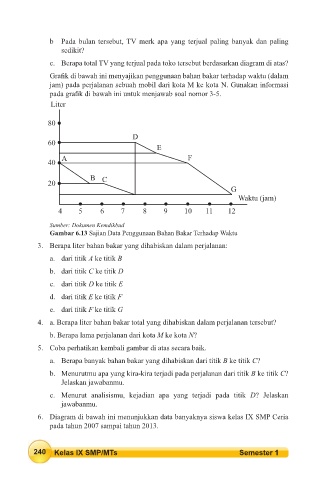 b Pada bulan tersebut, TV merk apa yang terjual paling banyak dan paling
sedikit?
c. Berapa total TV yang terjual pada toko tersebut berdasarkan diagram di atas?
Grafik di bawah ini menyajikan penggunaan bahan bakar terhadap waktu (dalam
jam) pada perjalanan sebuah mobil dari kota M ke kota N. Gunakan informasi
pada grafik di bawah ini untuk menjawab soal nomor 3-5.
Liter
80
D
60
E
A
F
40
B C
20
G
Waktu (jam)
4 5 6 7 8 9 10 11 12
Sumber: Dokumen Kemdikbud
Gambar 6.13 Sajian Data Penggunaan Bahan Bakar Terhadap Waktu
3. Berapa liter bahan bakar yang dihabiskan dalam perjalanan:
a. dari titik A ke titik B
b. dari titik C ke titik D
c. dari titik D ke titik E
d. dari titik E ke titik F
e. dari titik F ke titik G
4. a. Berapa liter bahan bakar total yang dihabiskan dalam perjalanan tersebut?
b. Berapa lama perjalanan dari kota M ke kota N?
5. Coba perhatikan kembali gambar di atas secara baik.
a. Berapa banyak bahan bakar yang dihabiskan dari titik B ke titik C?
b. Menurutmu apa yang kira-kira terjadi pada perjalanan dari titik B ke titik C?
Jelaskan jawabanmu.
c. Menurut analisismu, kejadian apa yang terjadi pada titik D? Jelaskan
jawabanmu.
6. Diagram di bawah ini menunjukkan data banyaknya siswa kelas IX SMP Ceria
pada tahun 2007 sampai tahun 2013.
240 Kelas IX SMP/MTs Semester 1